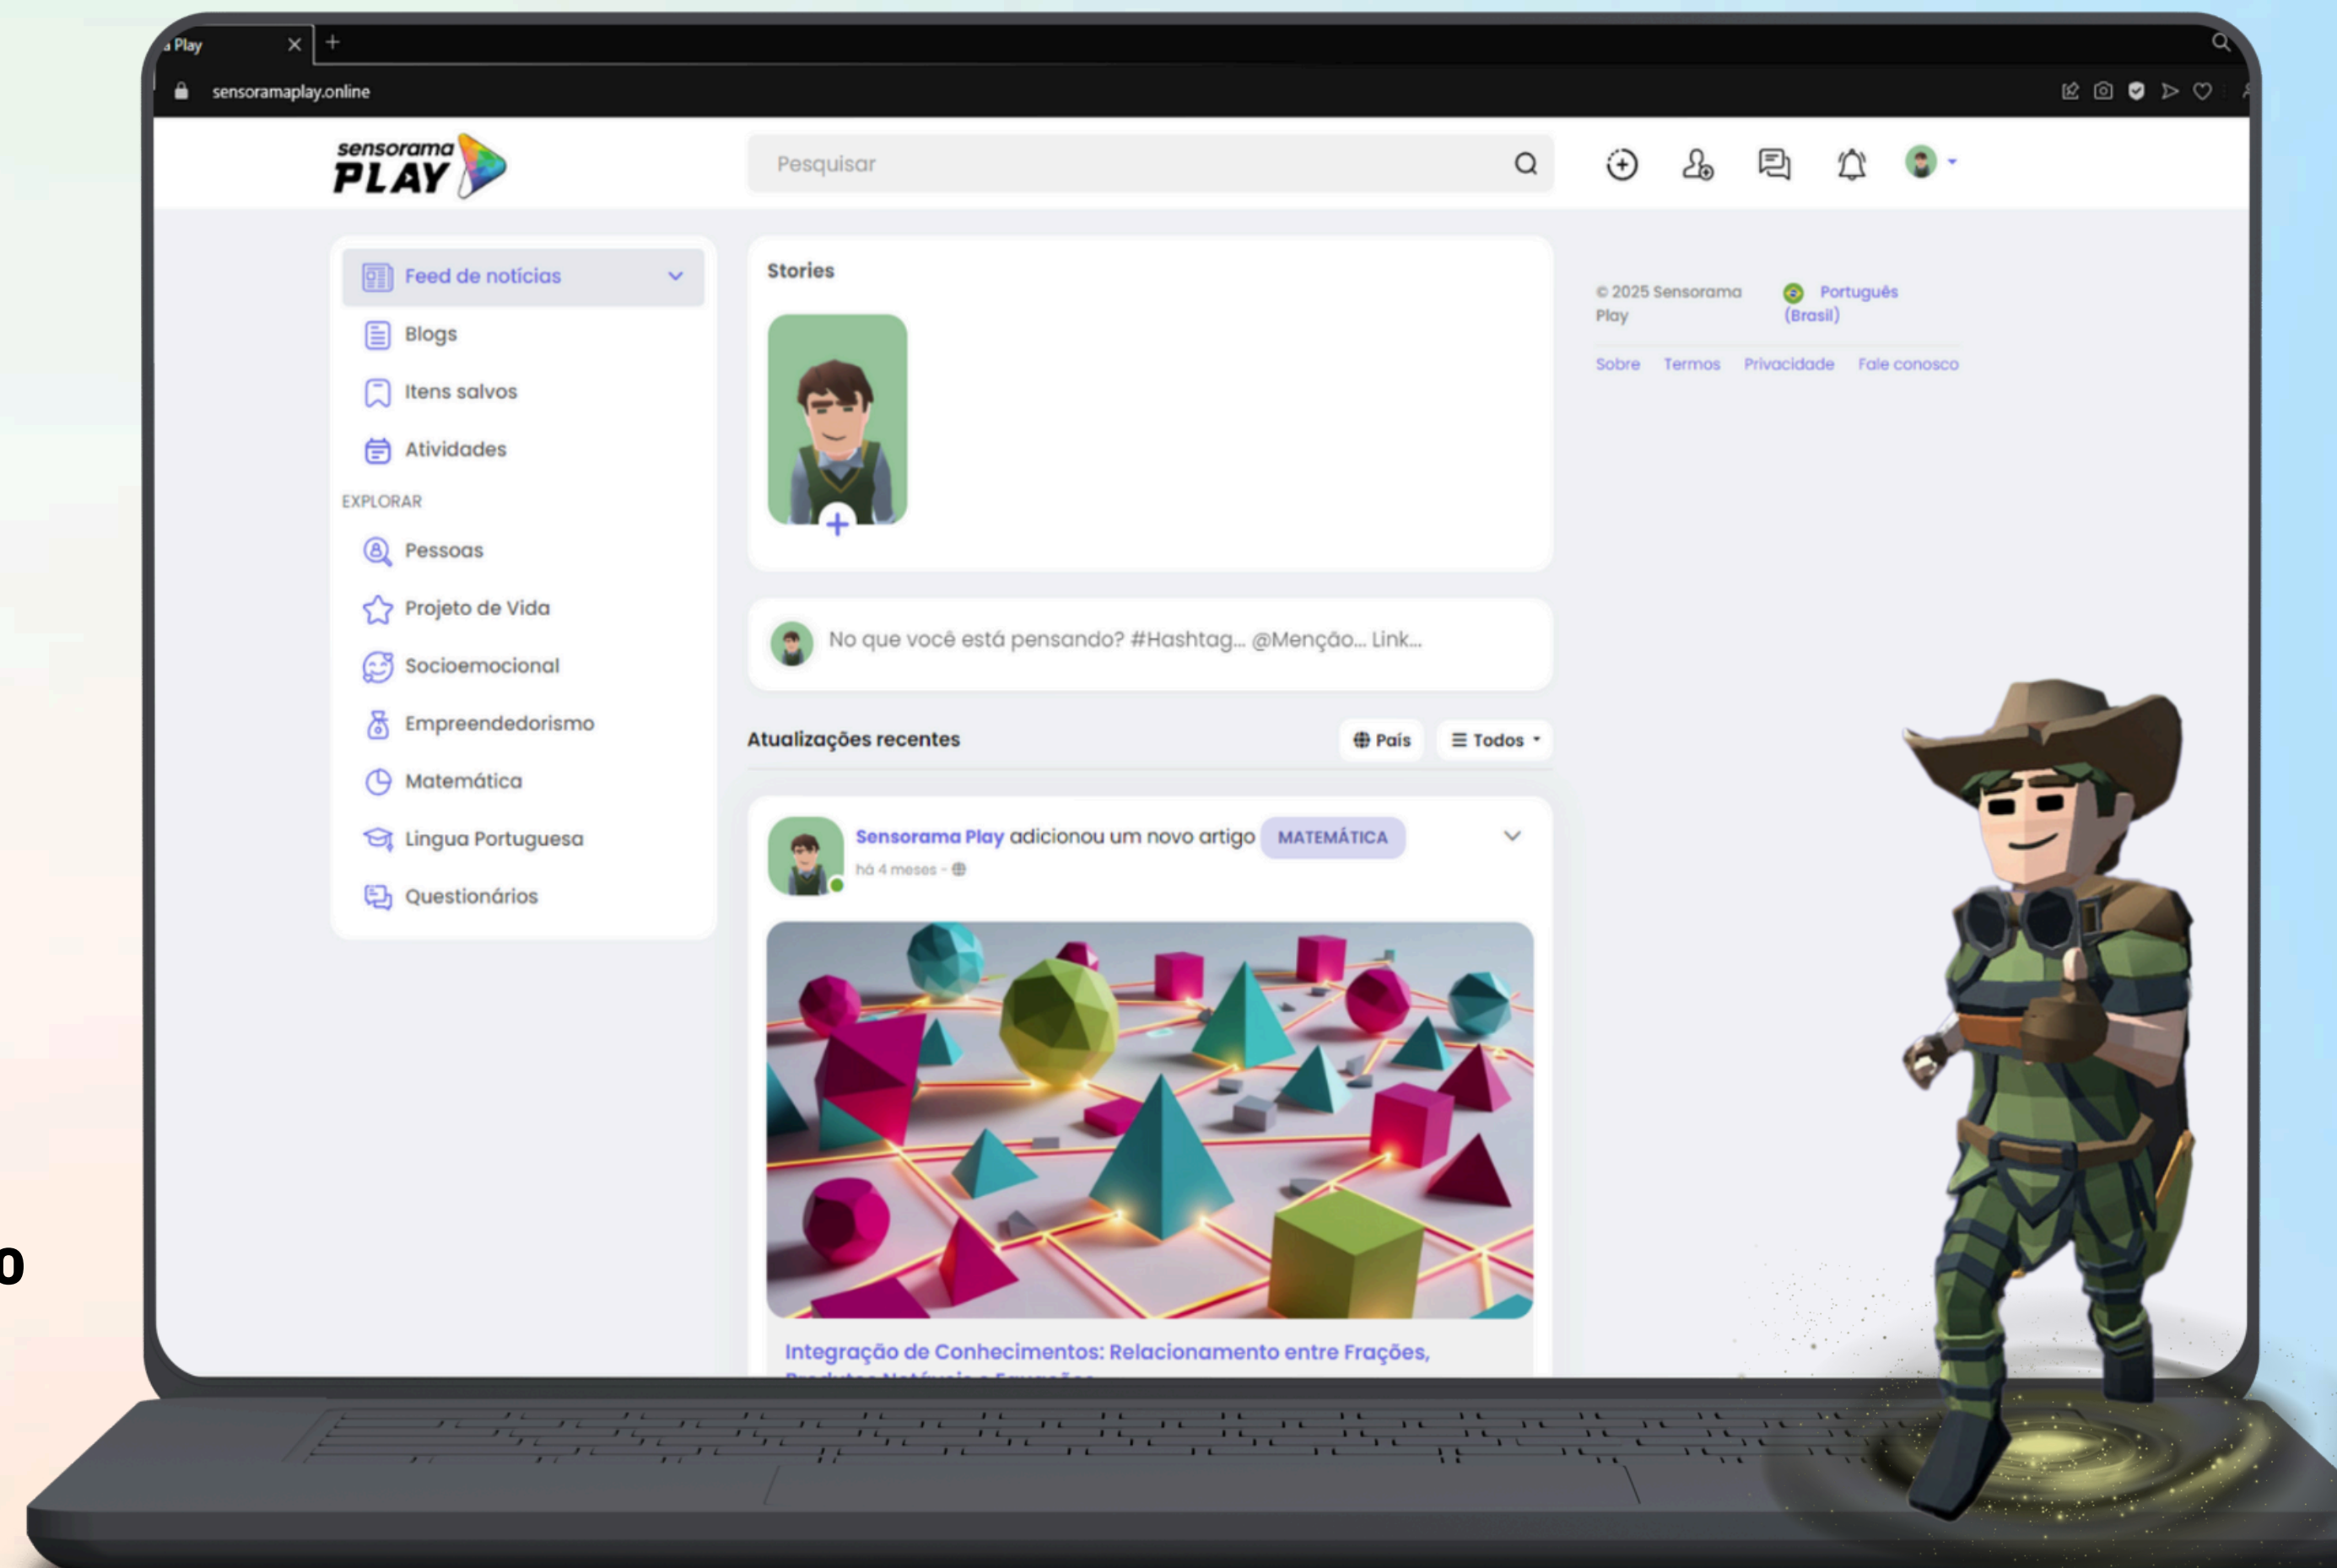 a Play
sensoramaplay.online
sensorama
PLAY
Pesquisar
Feed de notícias
Blogs
Itens salvos
Atividades
EXPLORAR
Pessoas
Projeto de Vida
Socioemocional
Empreendedorismo
Matemática
Lingua Portuguesa
Questionários
Stories
No que você está pensando? #Hashtag... @Menção... Link...
Atualizações recentes
País
Todos
Sensorama Play adicionou um novo artigo MATEMÁTICA
há 4 meses -
Integração de Conhecimentos: Relacionamento entre Frações,
Produtos Notáveis e Equações
© 2025 Sensorama
Play
Português
(Brasil)
Sobre Termos Privacidade Fale conosco
o